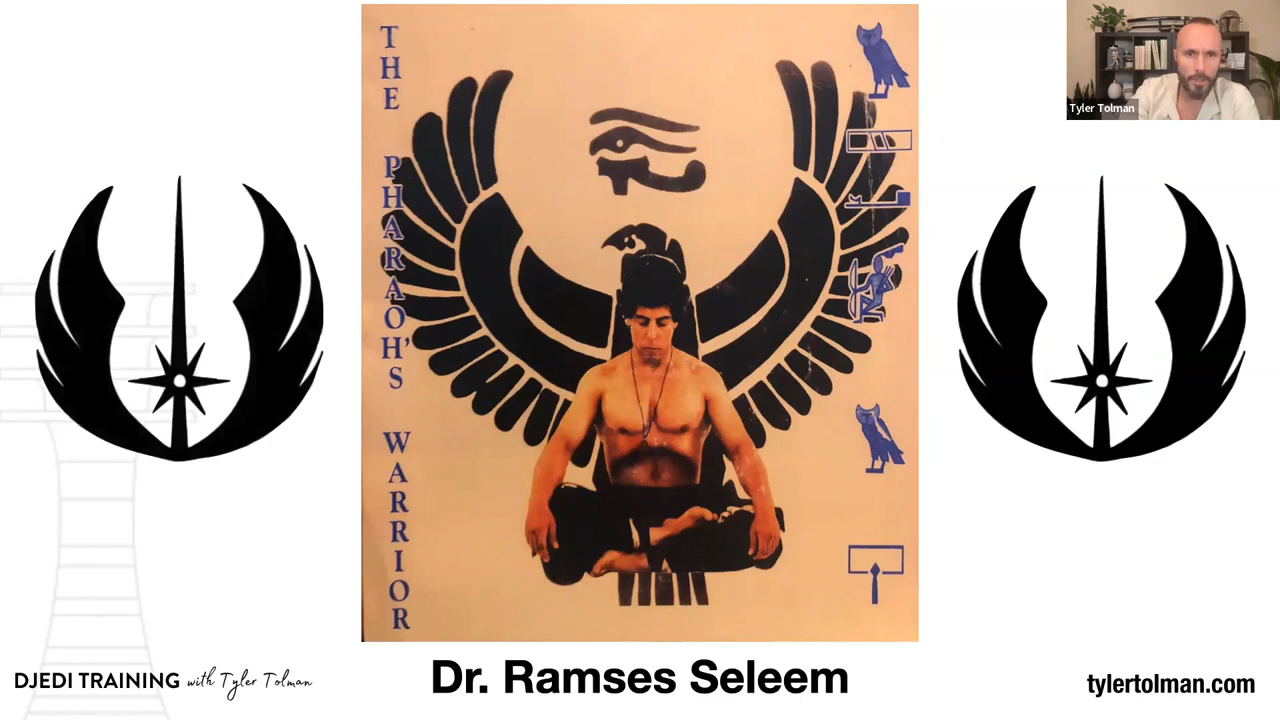 THE PHARAOH'S WARRIOR
Tyler Tolman
Dr. Ramses Seleem
DJEDI TRAINING with Tyler Tolman
tylertolman.com